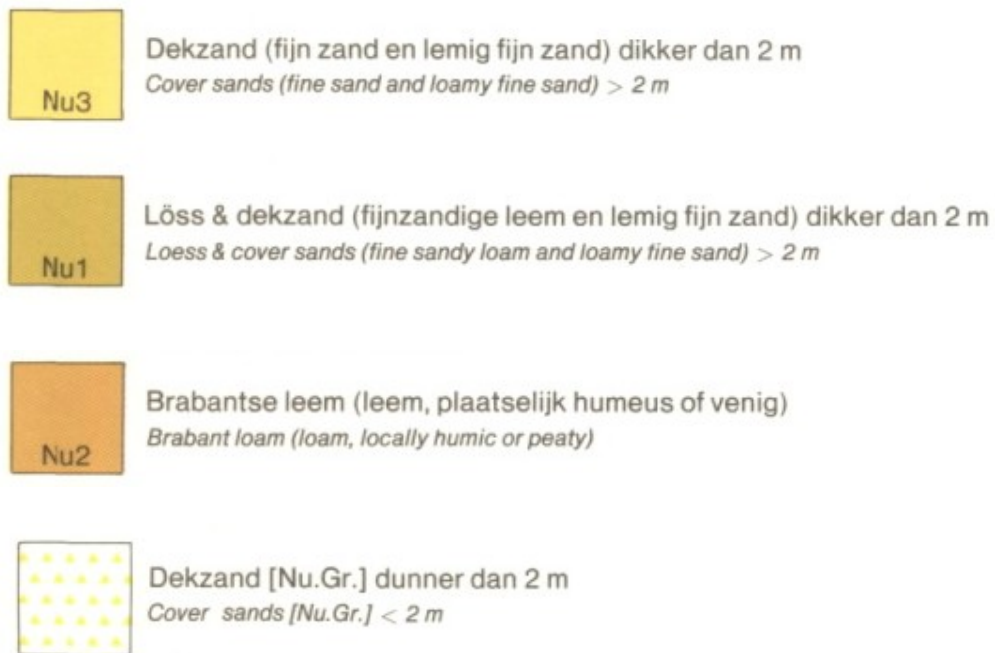 Dekzand (fijn zand en lemig fijn zand) dikker dan 2 m
Cover sands (fine sand and loamy fine sand) > 2 m
Nu3
Löss & dekzand (fijnzandige leem en lemig fijn zand) dikker dan 2 m
Loess & cover sands (fine sandy loam and loamy fine sand) > 2 m
Nu1
Brabantse leem (leem, plaatselijk humeus of venig)
Brabant loam (loam, locally humic or peaty)
Nu2
Dekzand [Nu.Gr.] dunner dan 2 m
Cover sands [Nu.Gr.] < 2 m